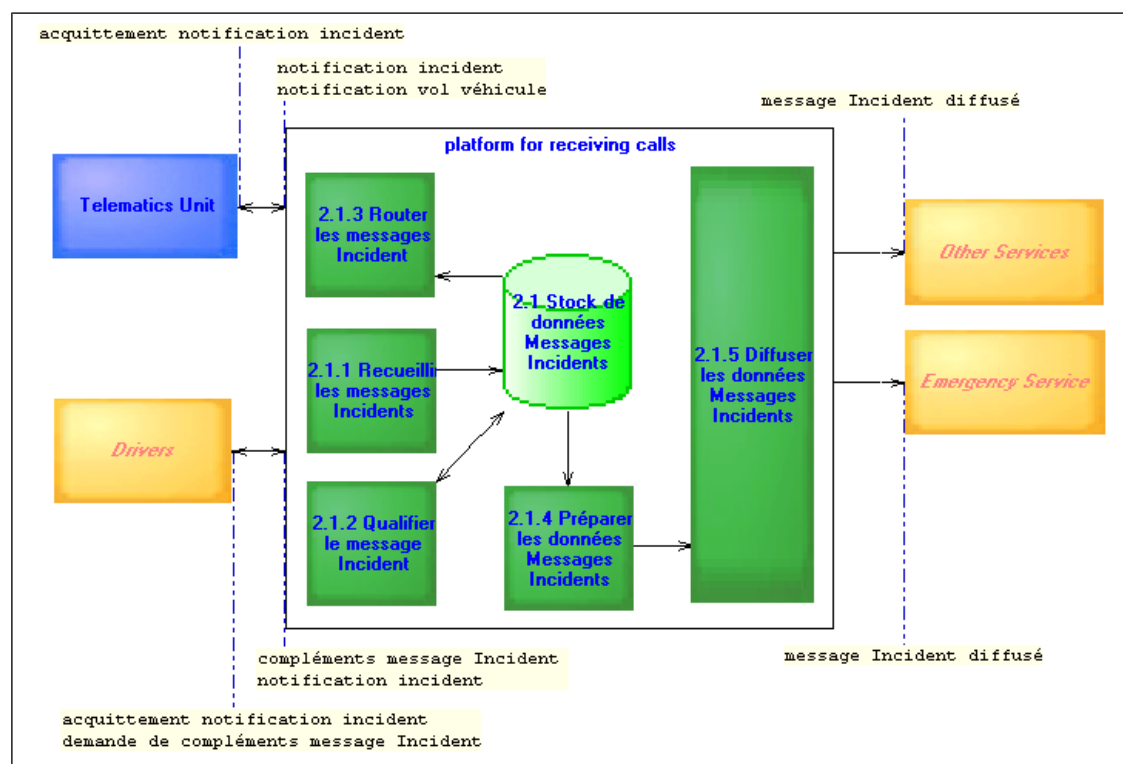 acquittement notification incident
notification incident
notification vol véhicule
message Incident diffusé
platform for receiving calls
Telematics Unit
2.1.3 Router
les messages
Incident
Other Services
2.1 Stock de
données
Messages
Incidents
2.1.1 Recueillir
les messages
Incidents
2.1.5 Diffuser
les données
Messages
Incidents
Emergency Service
Drivers
2.1.2 Qualifier
le message
Incident
2.1.4 Préparer
les données
Messages
Incidents
compléments message Incident
notification incident
message Incident diffusé
acquittement notification incident
demande de compléments message Incident